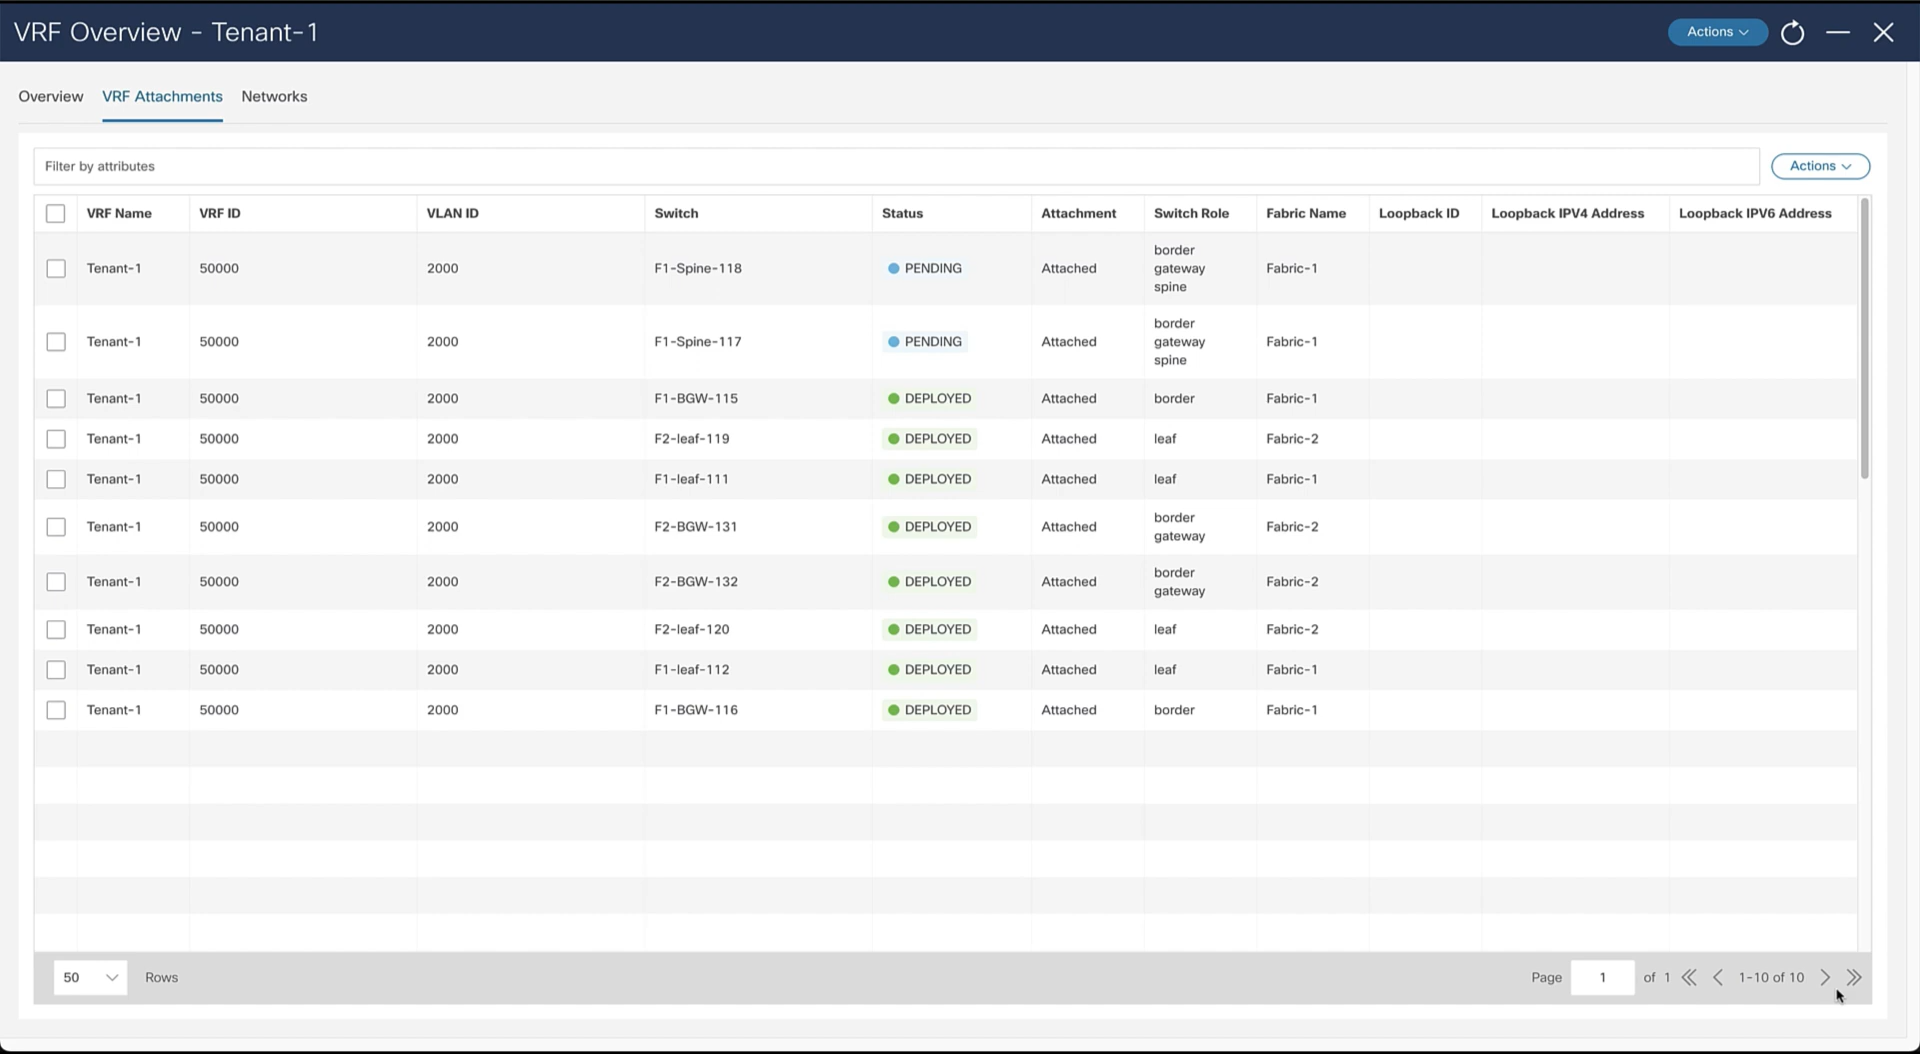 VRF Overview - Tenant-1
Actions
Overview VRF Attachments Networks
Filter by attributes
Actions
VRF Name VRF ID VLAN ID Switch Status Attachment Switch Role Fabric Name Loopback ID Loopback IPV4 Address Loopback IPV6 Address
Tenant-1 50000 2000 F1-Spine-118 PENDING Attached border gateway spine Fabric-1
Tenant-1 50000 2000 F1-Spine-117 PENDING Attached border gateway spine Fabric-1
Tenant-1 50000 2000 F1-BGW-115 DEPLOYED Attached border Fabric-1
Tenant-1 50000 2000 F2-leaf-119 DEPLOYED Attached leaf Fabric-2
Tenant-1 50000 2000 F1-leaf-111 DEPLOYED Attached leaf Fabric-1
Tenant-1 50000 2000 F2-BGW-131 DEPLOYED Attached border gateway Fabric-2
Tenant-1 50000 2000 F2-BGW-132 DEPLOYED Attached border gateway Fabric-2
Tenant-1 50000 2000 F2-leaf-120 DEPLOYED Attached leaf Fabric-2
Tenant-1 50000 2000 F1-leaf-112 DEPLOYED Attached leaf Fabric-1
Tenant-1 50000 2000 F1-BGW-116 DEPLOYED Attached border Fabric-1
50 Rows Page 1 of 1 1-10 of 10